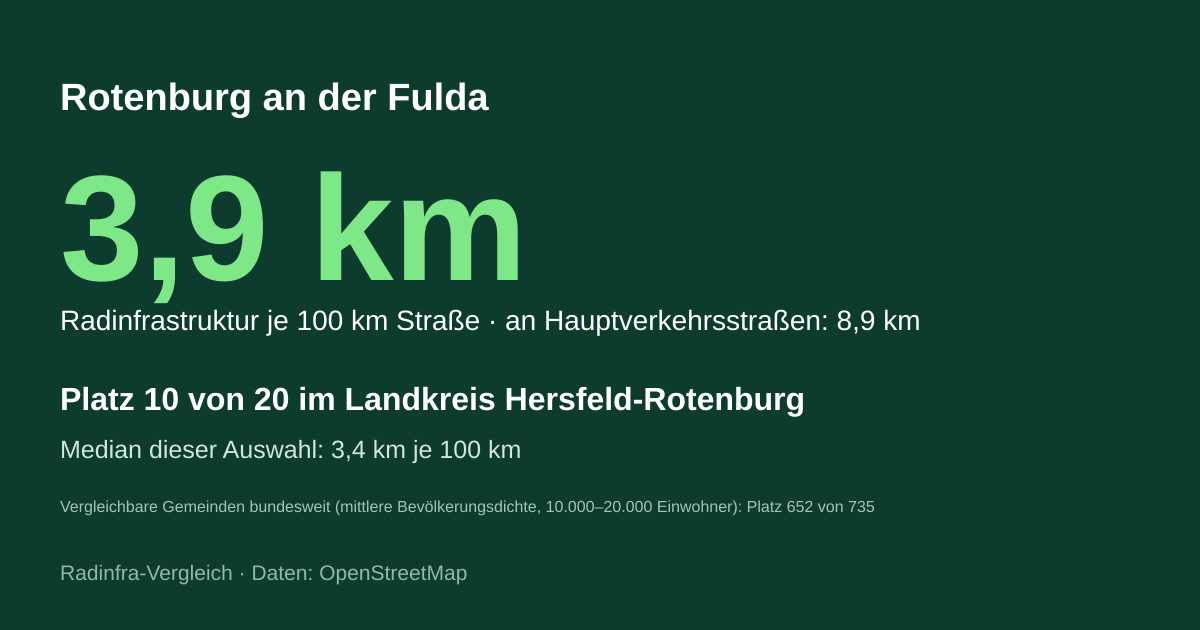 Rotenburg an der Fulda
3,9 km
Radinfrastruktur je 100 km Straße · an Hauptverkehrsstraßen: 8,9 km
Platz 10 von 20 im Landkreis Hersfeld-Rotenburg
Median dieser Auswahl: 3,4 km je 100 km
Vergleichbare Gemeinden bundesweit (mittlere Bevölkerungsdichte, 10.000–20.000 Einwohner): Platz 652 von 735
Radinfra-Vergleich · Daten: OpenStreetMap